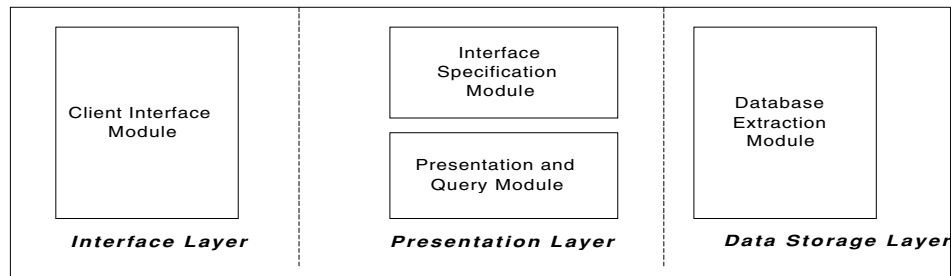 Client Interface
Module
Interface
Specification
Module
Presentation and
Query Module
Database
Extraction
Module
Interface Layer
Presentation Layer
Data Storage Layer